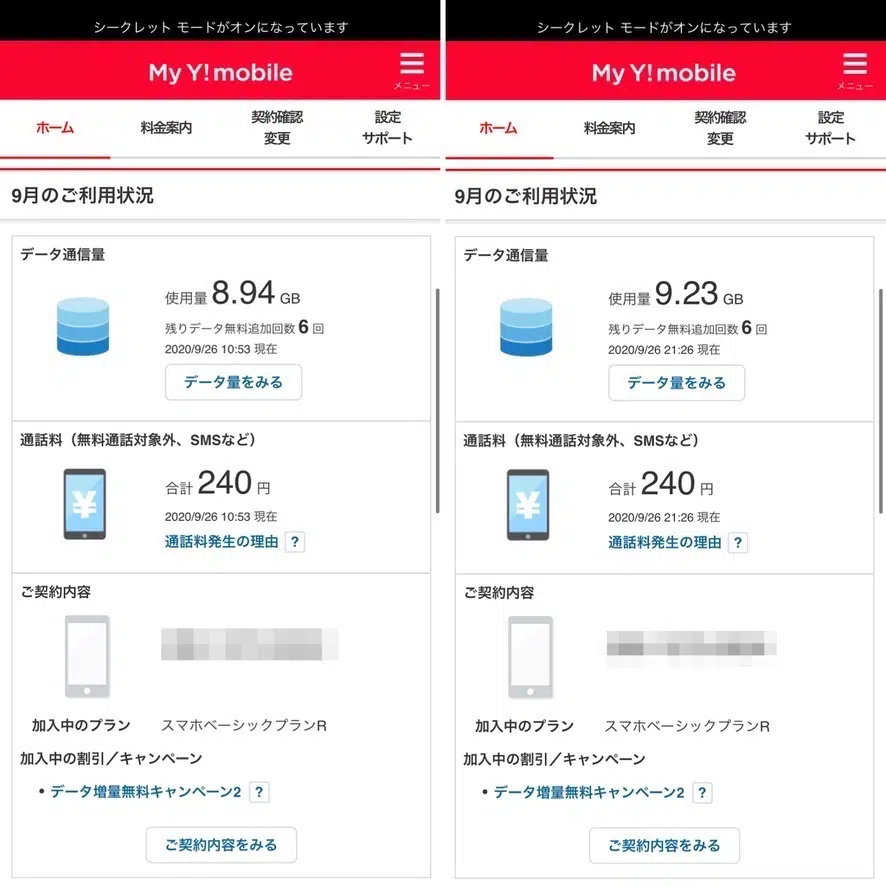 シークレット モードがオンになっています
My Y!mobile
メニュー
ホーム
料金案内
契約確認
変更
設定
サポート
9月のご利用状況
データ通信量
使用量 8.94 GB
残りデータ無料追加回数 6 回
2020/9/26 10:53 現在
データ量をみる
通話料（無料通話対象外、SMSなど）
¥
合計 240 円
2020/9/26 10:53 現在
通話料発生の理由 ?
ご契約内容
加入中のプラン スマホベーシックプランR
加入中の割引／キャンペーン
• データ増量無料キャンペーン2 ?
ご契約内容をみる
シークレット モードがオンになっています
My Y!mobile
メニュー
ホーム
料金案内
契約確認
変更
設定
サポート
9月のご利用状況
データ通信量
使用量 9.23 GB
残りデータ無料追加回数 6 回
2020/9/26 21:26 現在
データ量をみる
通話料（無料通話対象外、SMSなど）
¥
合計 240 円
2020/9/26 21:26 現在
通話料発生の理由 ?
ご契約内容
加入中のプラン スマホベーシックプランR
加入中の割引／キャンペーン
• データ増量無料キャンペーン2 ?
ご契約内容をみる